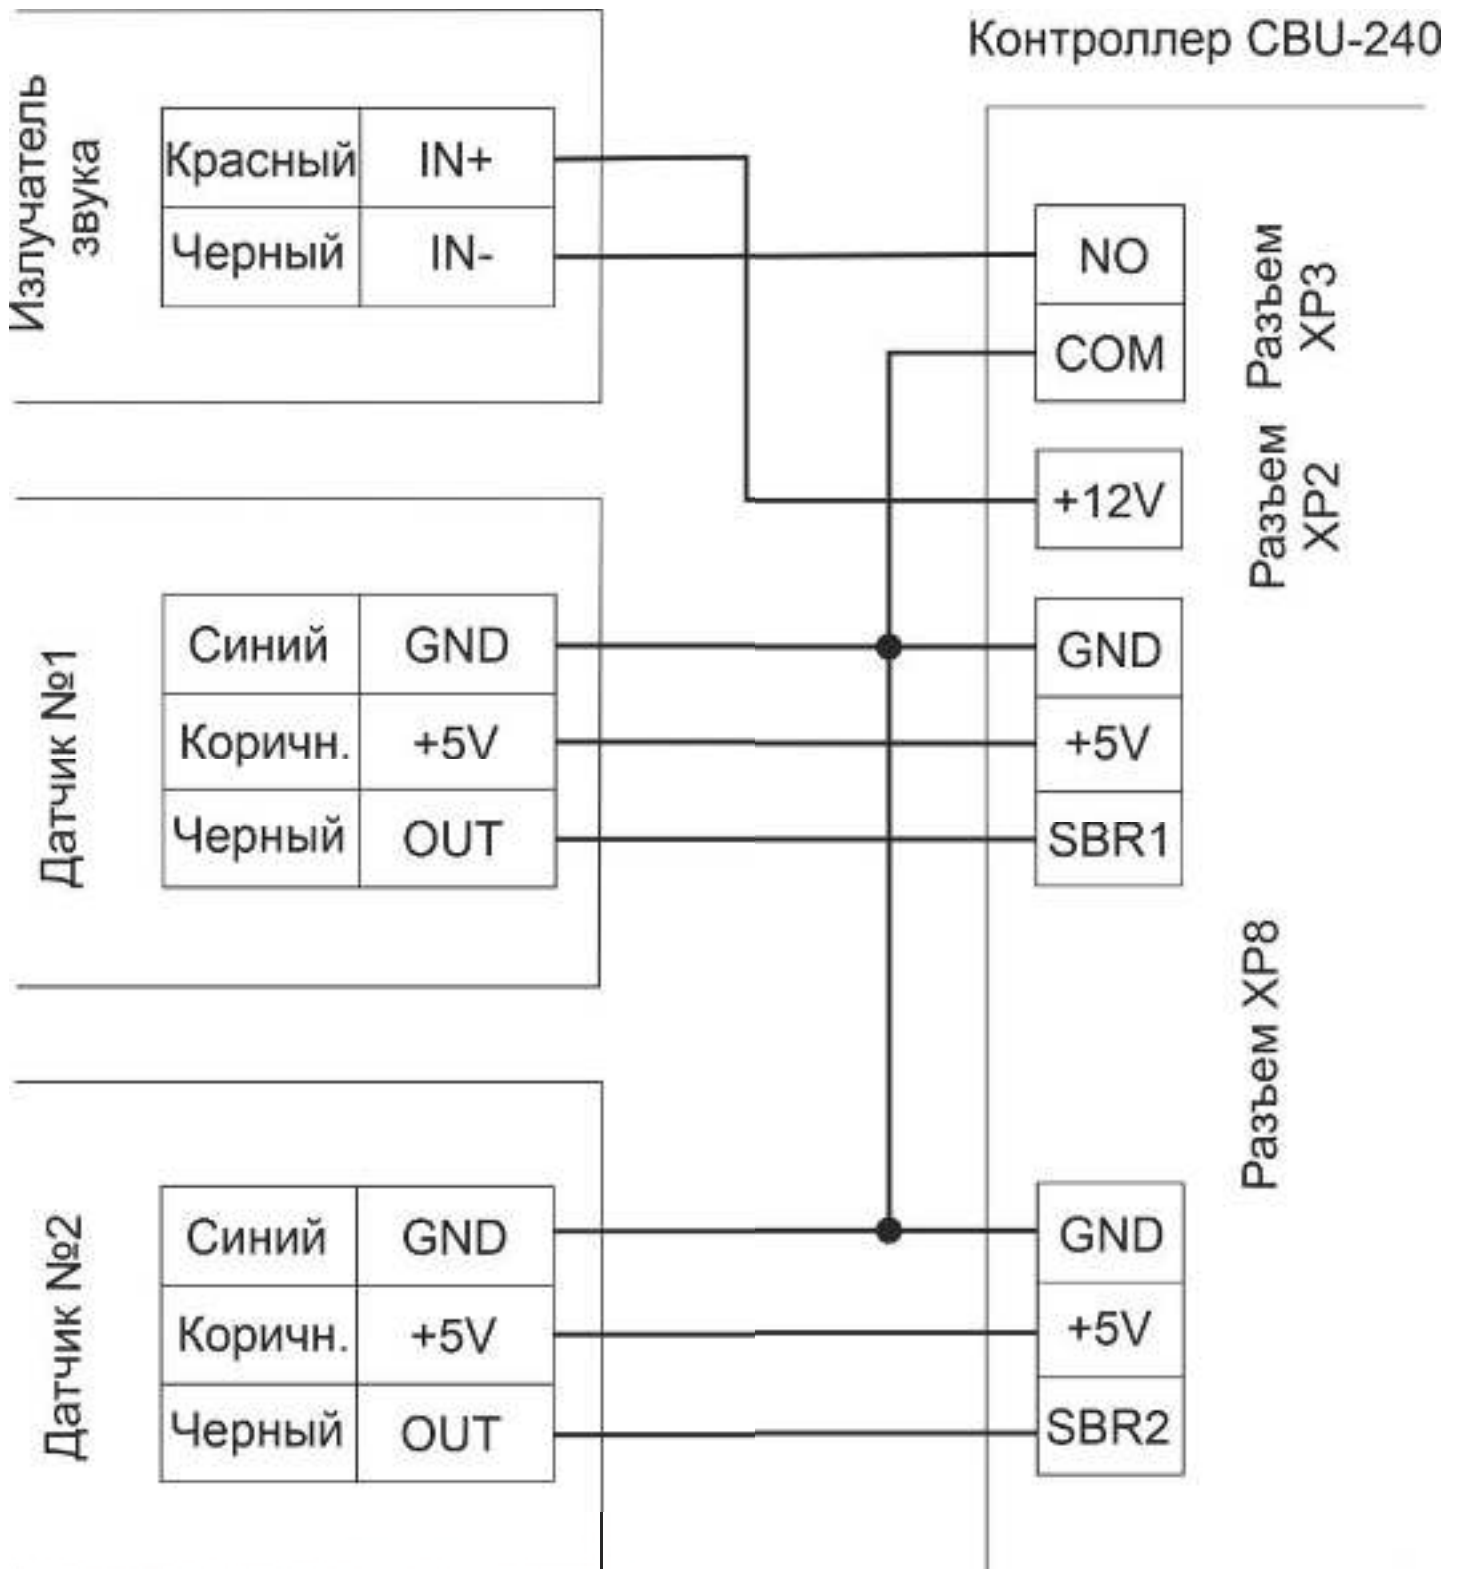 Контроллер CBU-240
Излучатель
звука
Красный IN+
Черный IN-
NO
COM
Разъем
XP3
+12V
Разъем
XP2
Датчик №1
Синий GND
Коричн. +5V
Черный OUT
GND
+5V
SBR1
Разъем XP8
Датчик №2
Синий GND
Коричн. +5V
Черный OUT
GND
+5V
SBR2